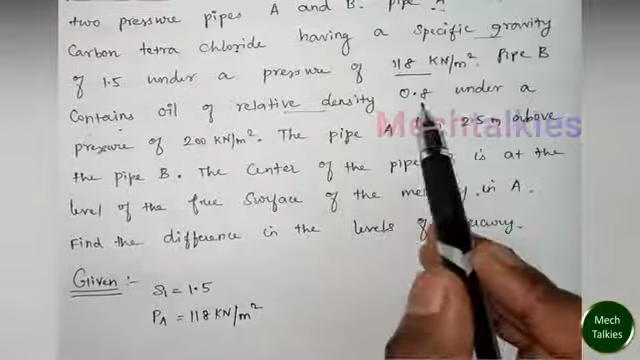 two pressure pipes A and B. Pipe A
Carbon tetra Chloride having a Specific gravity
of 1.5 under a pressure of 118 KN/m². Pipe B
Contains oil of relative density 0.8 under a
pressure of 200 KN/m². The pipe A 2.5 m above
the pipe B. The Center of the pipe is at the
level of the free Surface of the in A.
Find the difference in the levels of
Given :-
S₁ = 1.5
P_A = 118 KN/m²
Mechtalkies
Mech
Talkies